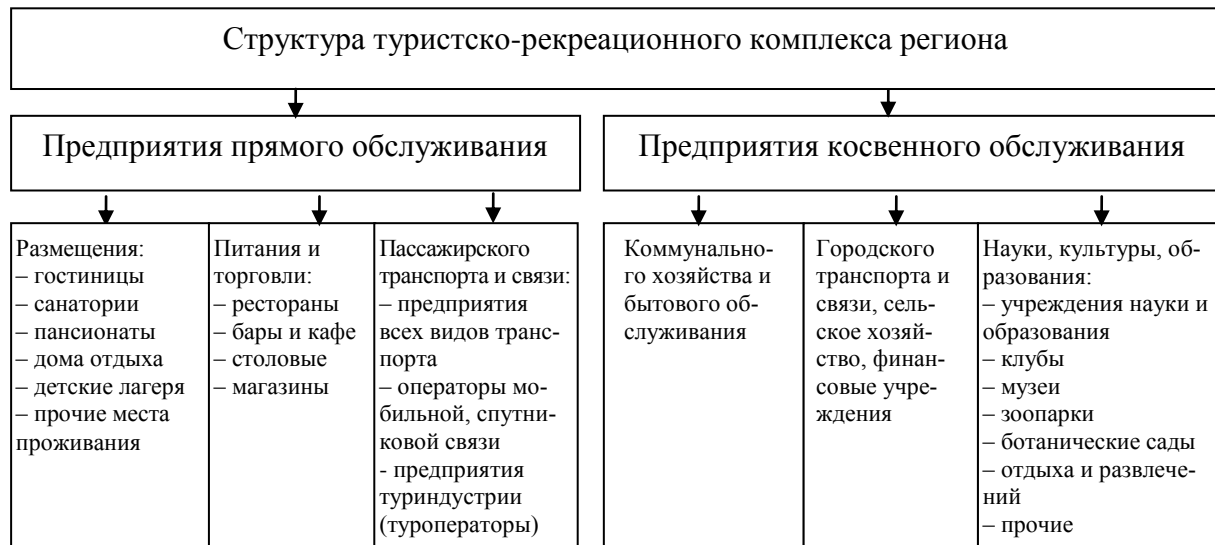 Структура туристско-рекреационного комплекса региона
Предприятия прямого обслуживания
Предприятия косвенного обслуживания
Размещения:
– гостиницы
– санатории
– пансионаты
– дома отдыха
– детские лагеря
– прочие места
проживания
Питания и
торговли:
– рестораны
– бары и кафе
– столовые
– магазины
Пассажирского
транспорта и связи:
– предприятия
всех видов транс-
порта
– операторы мо-
бильной, спутни-
ковой связи
- предприятия
туриндустрии
(туроператоры)
Коммунально-
го хозяйства и
бытового об-
служивания
Городского
транспорта и
связи, сель-
ское хозяй-
ство, финан-
совые учре-
ждения
Науки, культуры, об-
разования:
– учреждения науки и
образования
– клубы
– музеи
– зоопарки
– ботанические сады
– отдыха и развлече-
ний
– прочие